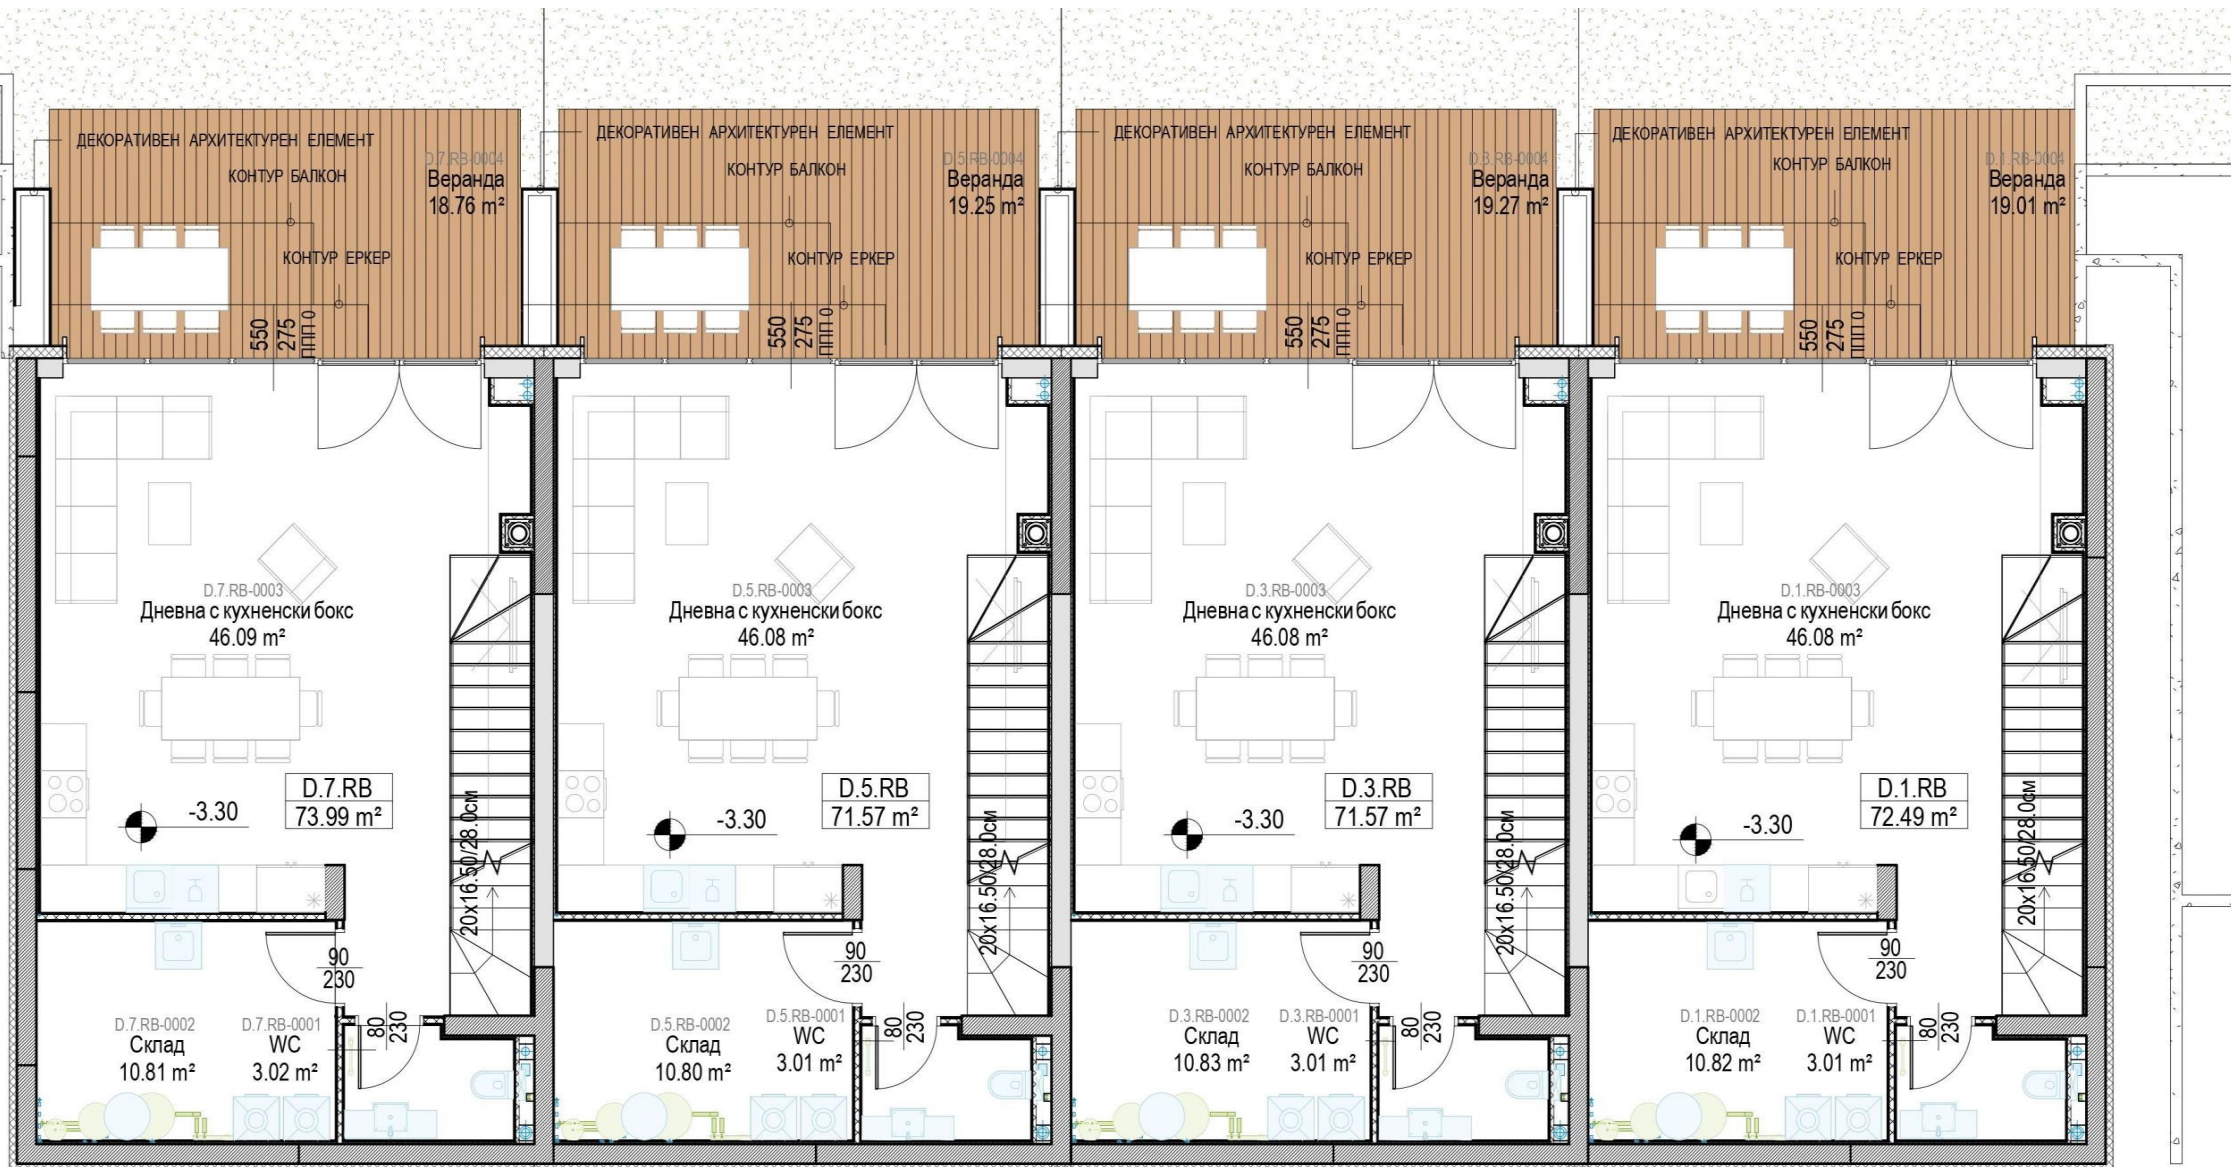 ДЕКОРАТИВЕН АРХИТЕКТУРЕН ЕЛЕМЕНТ
D.7.RB-0004
КОНТУР БАЛКОН
Веранда
18.76 m²
КОНТУР ЕРКЕР
550
275
ПП 0
D.7.RB-0003
Дневна с кухненски бокс
46.09 m²
D.7.RB
73.99 m²
-3.30
20x16.50/28.0см
90
230
80
230
D.7.RB-0002
Склад
10.81 m²
D.7.RB-0001
WC
3.02 m²
ДЕКОРАТИВЕН АРХИТЕКТУРЕН ЕЛЕМЕНТ
D.5.RB-0004
КОНТУР БАЛКОН
Веранда
19.25 m²
КОНТУР ЕРКЕР
550
275
ПП 0
D.5.RB-0003
Дневна с кухненски бокс
46.08 m²
D.5.RB
71.57 m²
-3.30
20x16.50/28.0см
90
230
80
230
D.5.RB-0002
Склад
10.80 m²
D.5.RB-0001
WC
3.01 m²
ДЕКОРАТИВЕН АРХИТЕКТУРЕН ЕЛЕМЕНТ
D.3.RB-0004
КОНТУР БАЛКОН
Веранда
19.27 m²
КОНТУР ЕРКЕР
550
275
ПП 0
D.3.RB-0003
Дневна с кухненски бокс
46.08 m²
D.3.RB
71.57 m²
-3.30
20x16.50/28.0см
90
230
80
230
D.3.RB-0002
Склад
10.83 m²
D.3.RB-0001
WC
3.01 m²
ДЕКОРАТИВЕН АРХИТЕКТУРЕН ЕЛЕМЕНТ
D.1.RB-0004
КОНТУР БАЛКОН
Веранда
19.01 m²
КОНТУР ЕРКЕР
550
275
ПП 0
D.1.RB-0003
Дневна с кухненски бокс
46.08 m²
D.1.RB
72.49 m²
-3.30
20x16.50/28.0см
90
230
80
230
D.1.RB-0002
Склад
10.82 m²
D.1.RB-0001
WC
3.01 m²